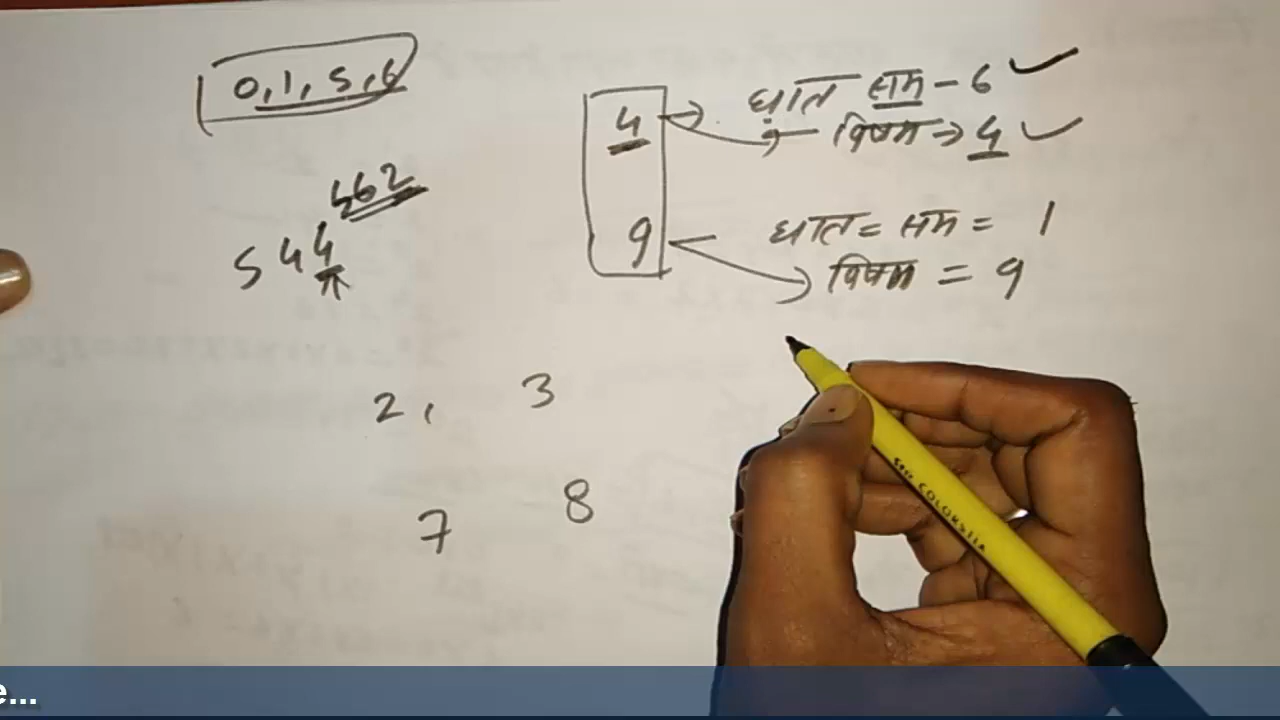 0,1,5,6
4 → घात सम - 6
विषम → 4
544^562
9 घात = सम = 1
विषम = 9
2, 3
7 8
e...